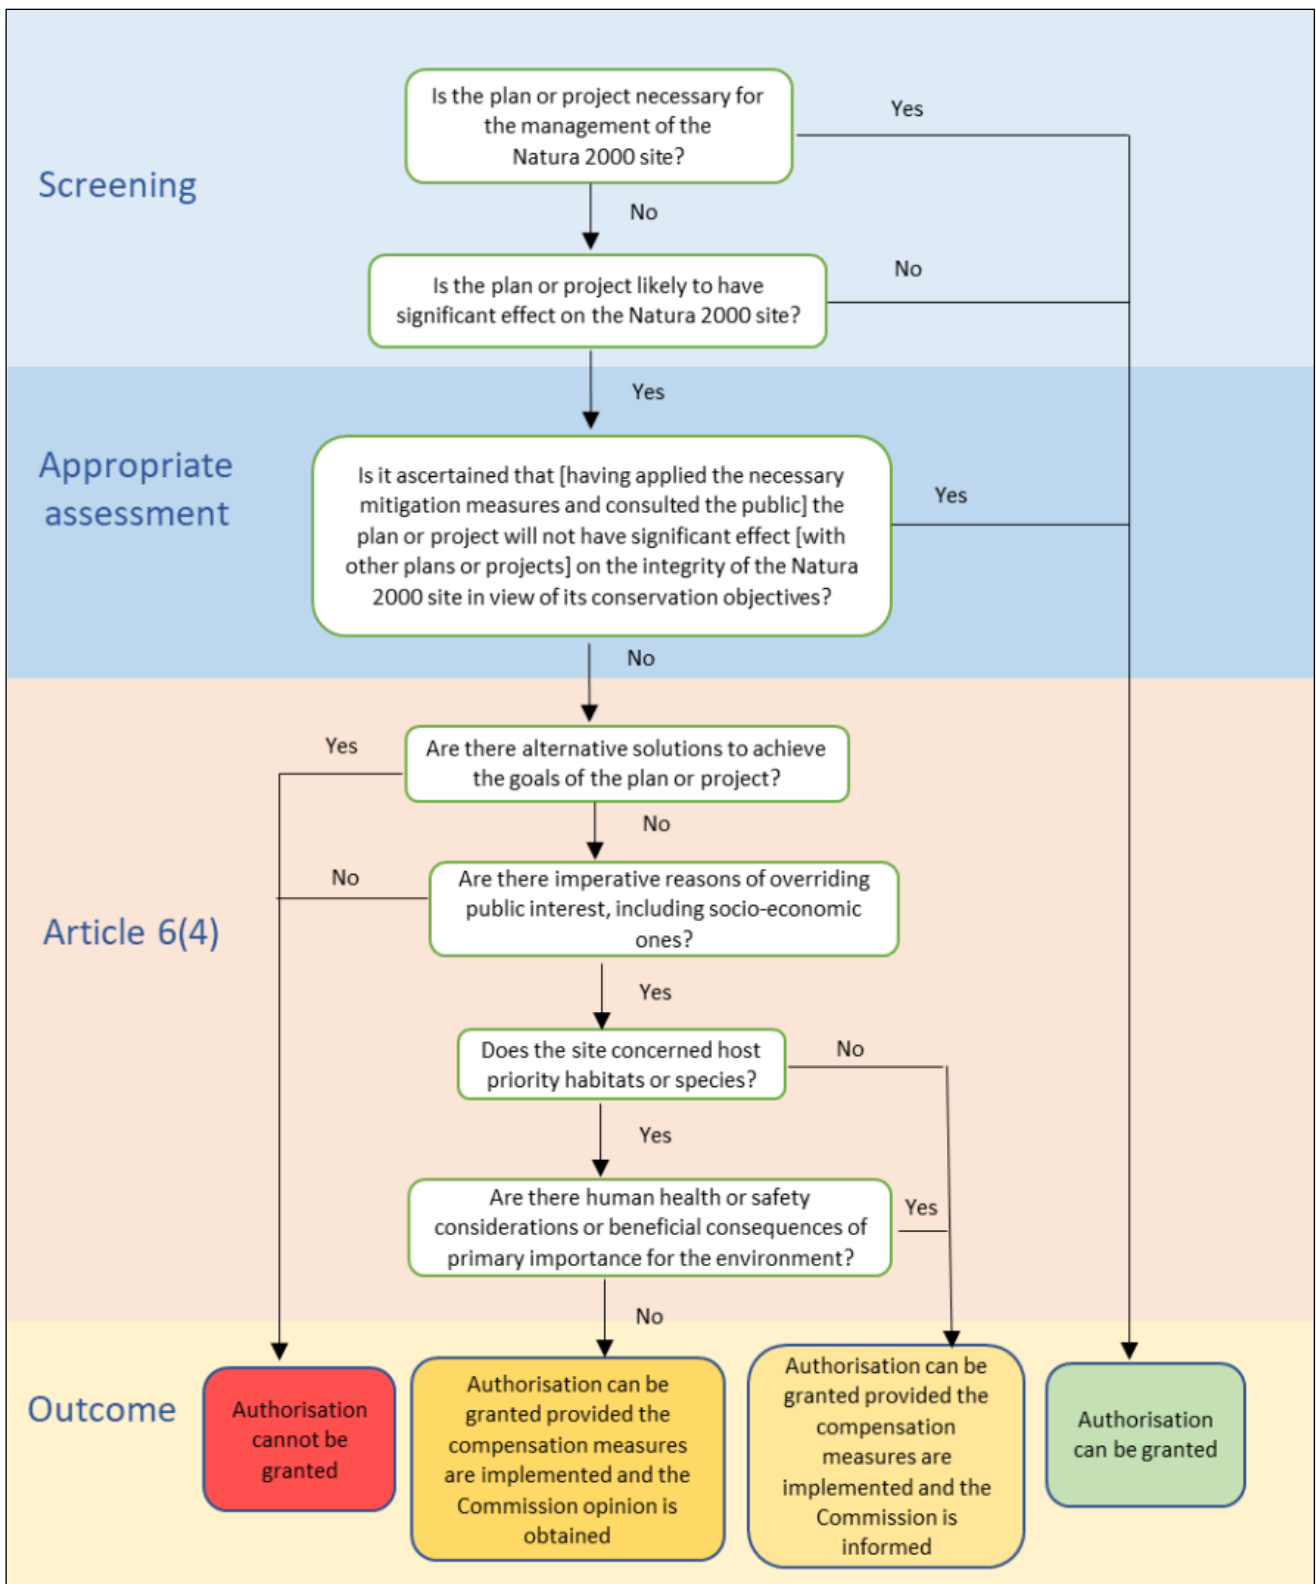 Is the plan or project necessary for
the management of the
Natura 2000 site?
Yes
Screening
No
Is the plan or project likely to have
significant effect on the Natura 2000 site?
No
Yes
Appropriate
assessment
Is it ascertained that [having applied the necessary
mitigation measures and consulted the public] the
plan or project will not have significant effect [with
other plans or projects] on the integrity of the Natura
2000 site in view of its conservation objectives?
Yes
No
Yes
Are there alternative solutions to achieve
the goals of the plan or project?
No
No
Are there imperative reasons of overriding
public interest, including socio-economic
ones?
Article 6(4)
Yes
Does the site concerned host
priority habitats or species?
No
Yes
Are there human health or safety
considerations or beneficial consequences of
primary importance for the environment?
Yes
No
Outcome
Authorisation
cannot be
granted
Authorisation can be
granted provided the
compensation measures
are implemented and the
Commission opinion is
obtained
Authorisation can be
granted provided the
compensation
measures are
implemented and the
Commission is
informed
Authorisation
can be granted